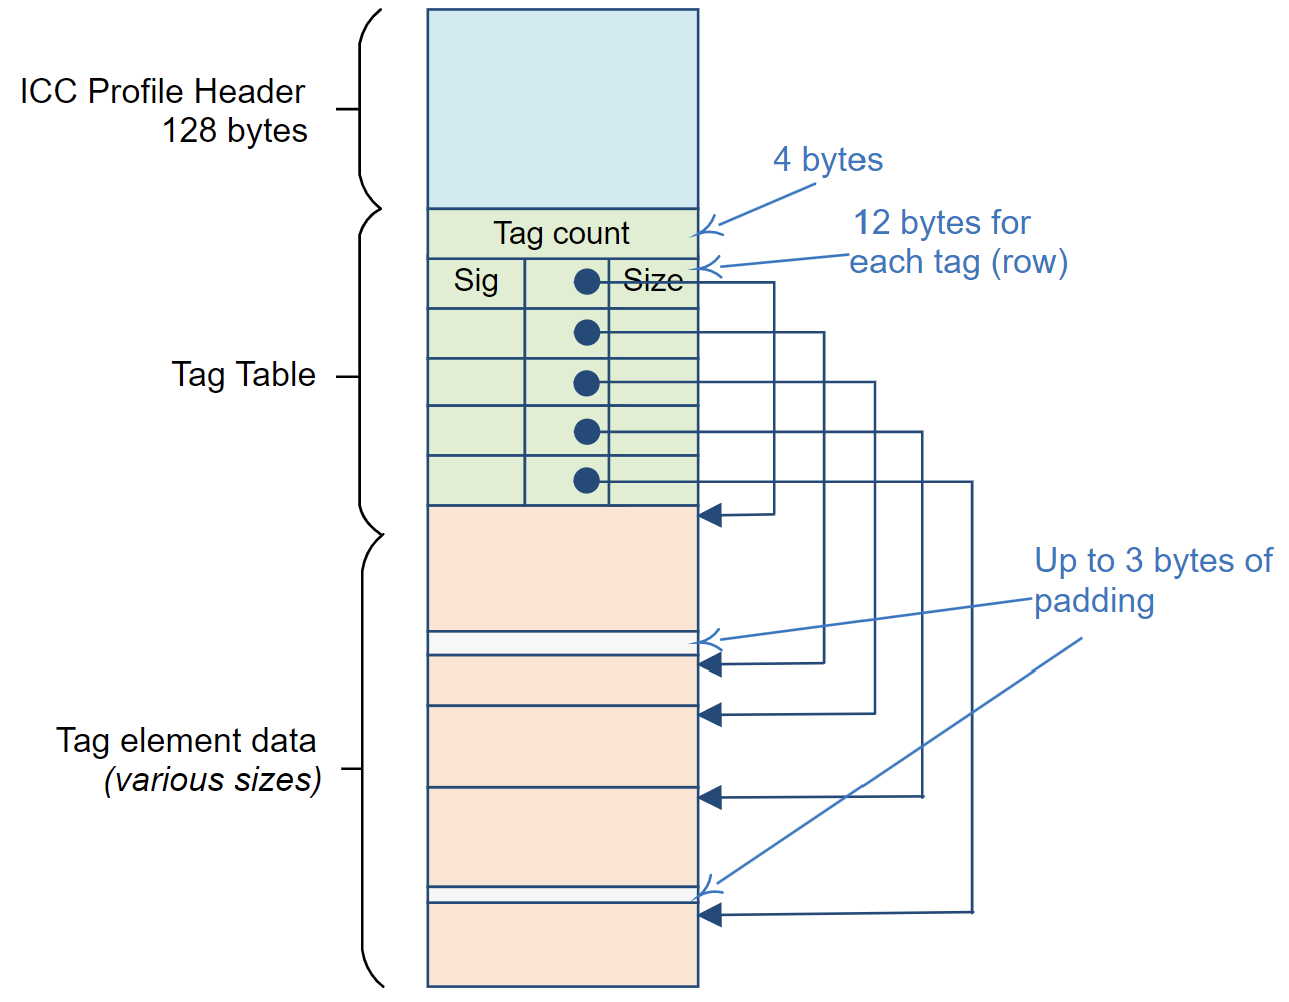 ICC Profile Header
128 bytes
4 bytes
Tag count
12 bytes for
each tag (row)
Sig
Size
Tag Table
Up to 3 bytes of
padding
Tag element data
(various sizes)